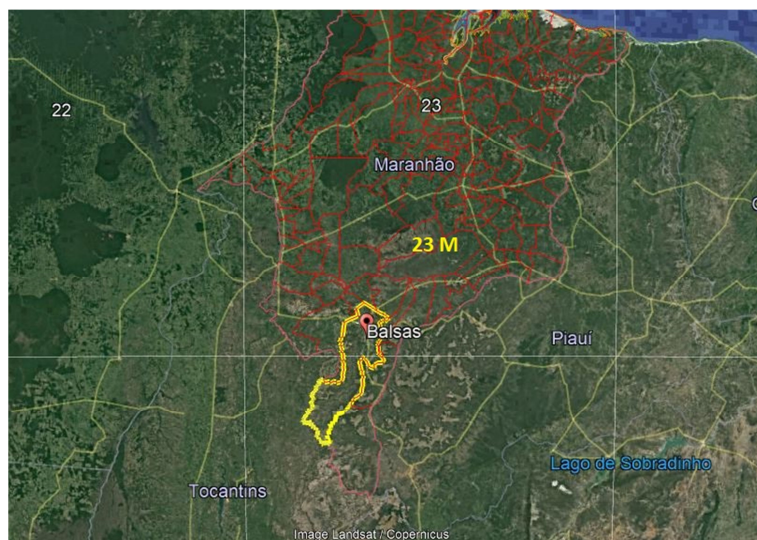 22
23
Maranhão
23 M
Balsas
Piauí
Lago de Sobradinho
Tocantins
Image Landsat / Copernicus